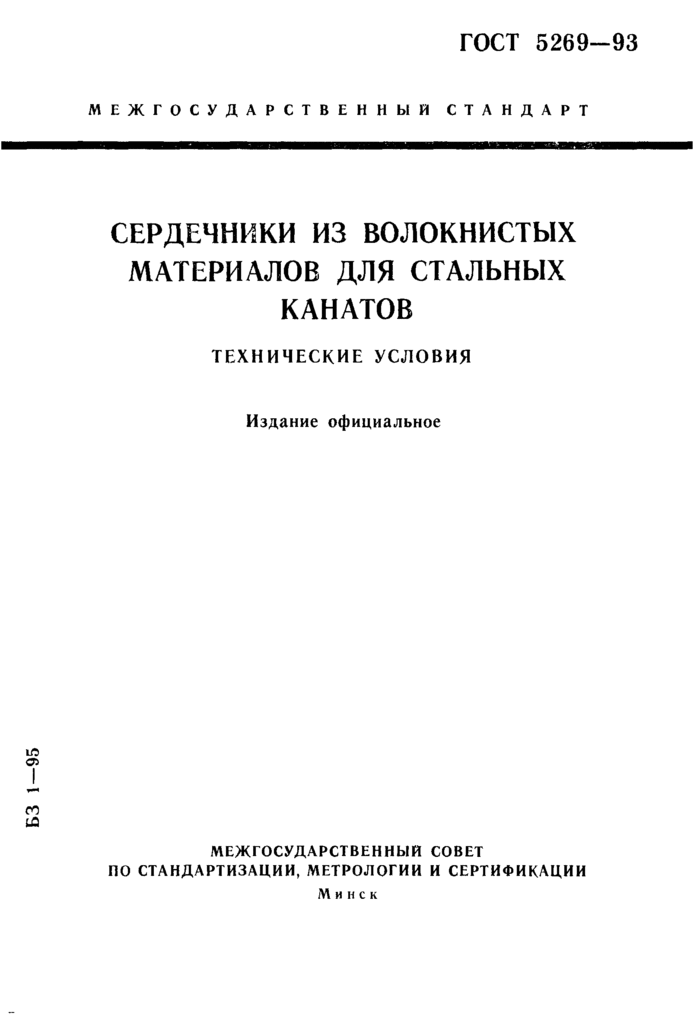 ГОСТ 5269—93
МЕЖГОСУДАРСТВЕННЫЙ СТАНДАРТ
СЕРДЕЧНИКИ ИЗ ВОЛОКНИСТЫХ
МАТЕРИАЛОВ ДЛЯ СТАЛЬНЫХ
КАНАТОВ
ТЕХНИЧЕСКИЕ УСЛОВИЯ
Издание официальное
БЗ 1—95
МЕЖГОСУДАРСТВЕННЫЙ СОВЕТ
ПО СТАНДАРТИЗАЦИИ, МЕТРОЛОГИИ И СЕРТИФИКАЦИИ
Минск